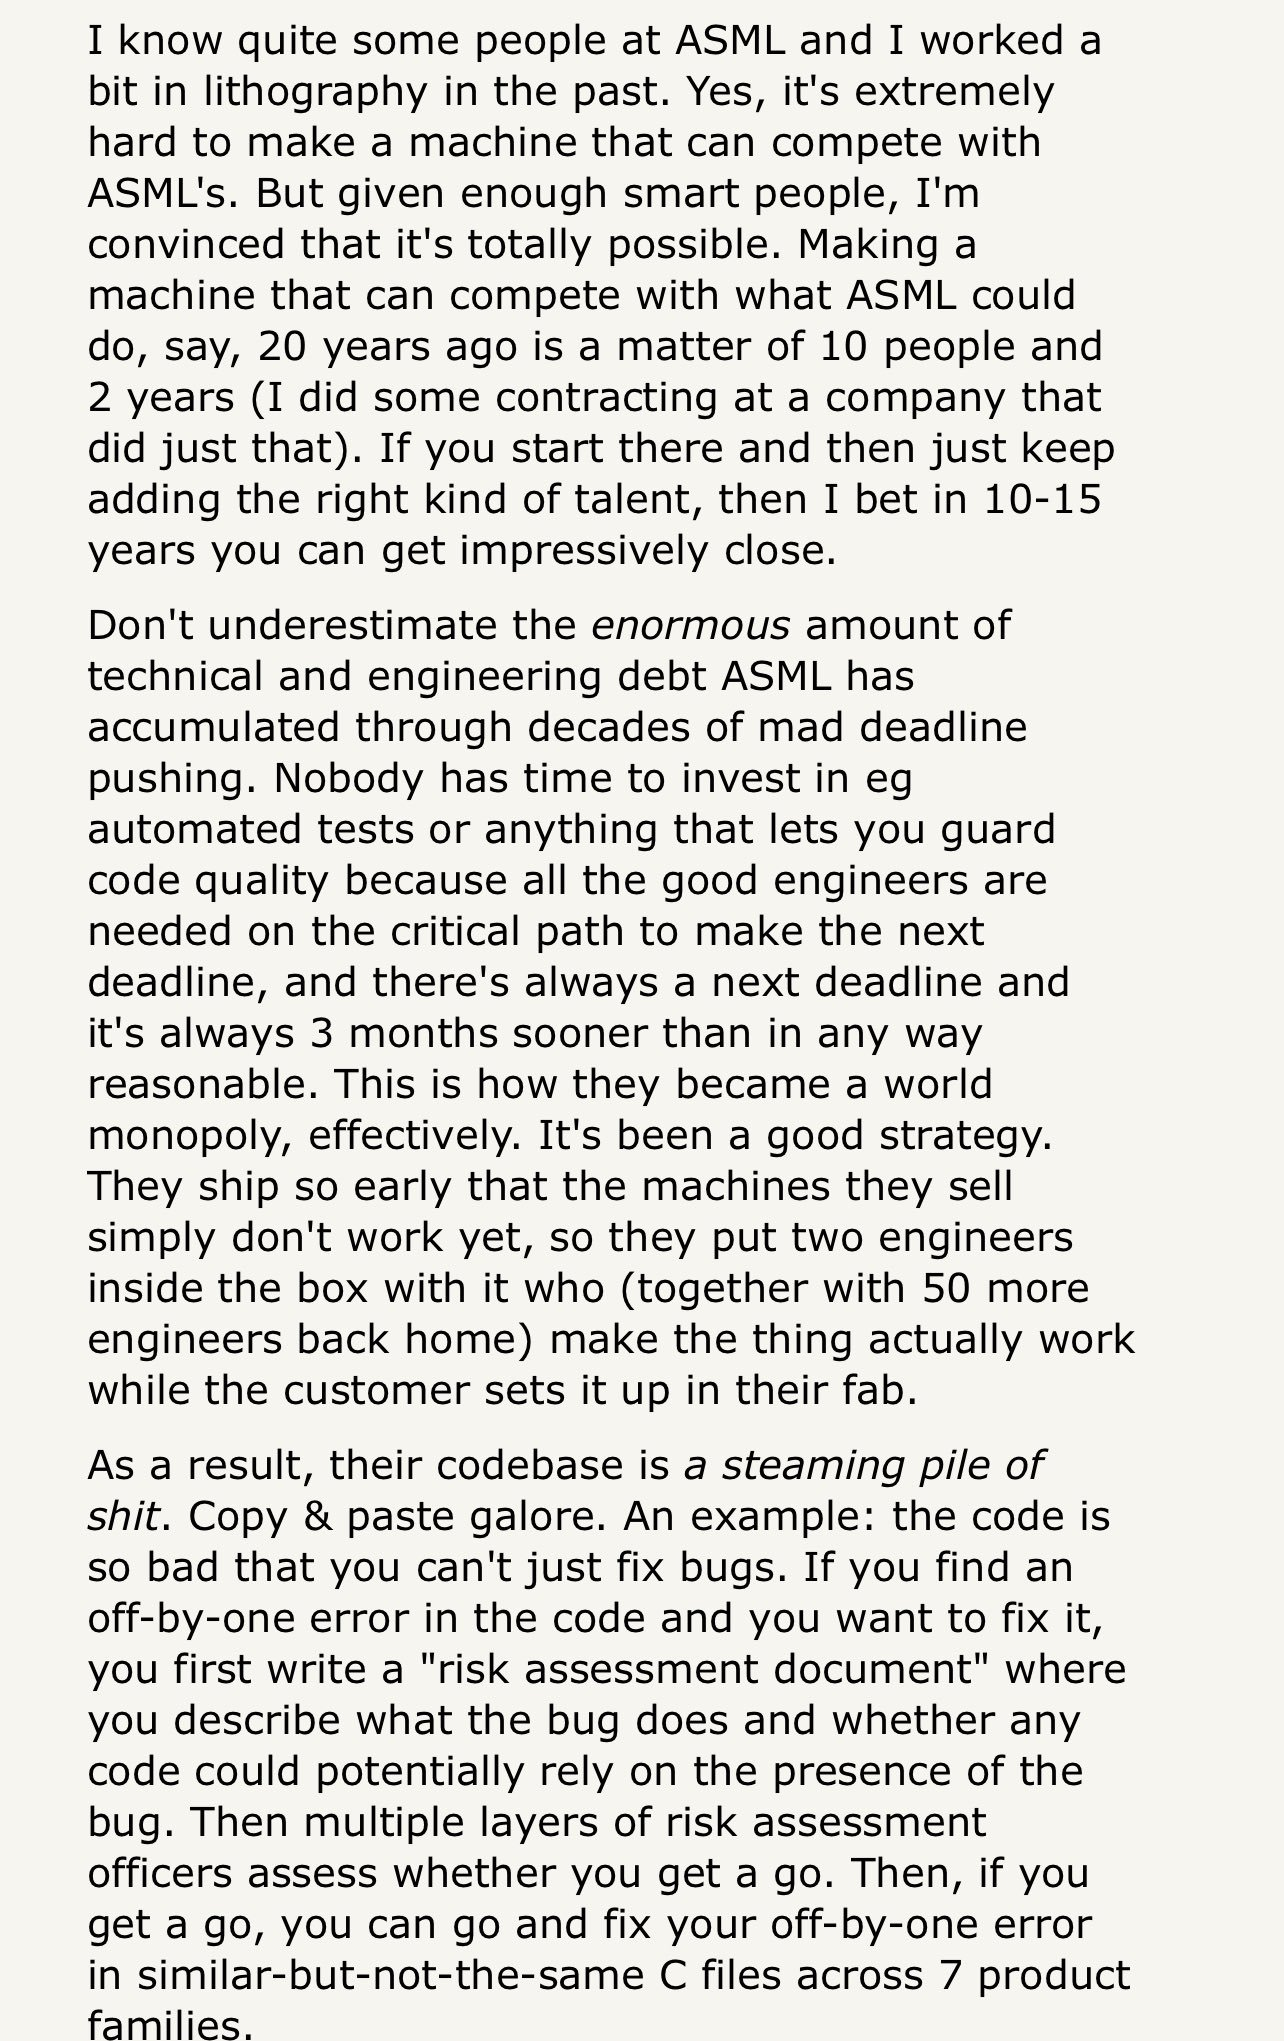 I know quite some people at ASML and I worked a
bit in lithography in the past. Yes, it's extremely
hard to make a machine that can compete with
ASML's. But given enough smart people, I'm
convinced that it's totally possible. Making a
machine that can compete with what ASML could
do, say, 20 years ago is a matter of 10 people and
2 years (I did some contracting at a company that
did just that). If you start there and then just keep
adding the right kind of talent, then I bet in 10-15
years you can get impressively close.
Don't underestimate the enormous amount of
technical and engineering debt ASML has
accumulated through decades of mad deadline
pushing. Nobody has time to invest in eg
automated tests or anything that lets you guard
code quality because all the good engineers are
needed on the critical path to make the next
deadline, and there's always a next deadline and
it's always 3 months sooner than in any way
reasonable. This is how they became a world
monopoly, effectively. It's been a good strategy.
They ship so early that the machines they sell
simply don't work yet, so they put two engineers
inside the box with it who (together with 50 more
engineers back home) make the thing actually work
while the customer sets it up in their fab.
As a result, their codebase is a steaming pile of
shit. Copy & paste galore. An example: the code is
so bad that you can't just fix bugs. If you find an
off-by-one error in the code and you want to fix it,
you first write a "risk assessment document" where
you describe what the bug does and whether any
code could potentially rely on the presence of the
bug. Then multiple layers of risk assessment
officers assess whether you get a go. Then, if you
get a go, you can go and fix your off-by-one error
in similar-but-not-the-same C files across 7 product
families.